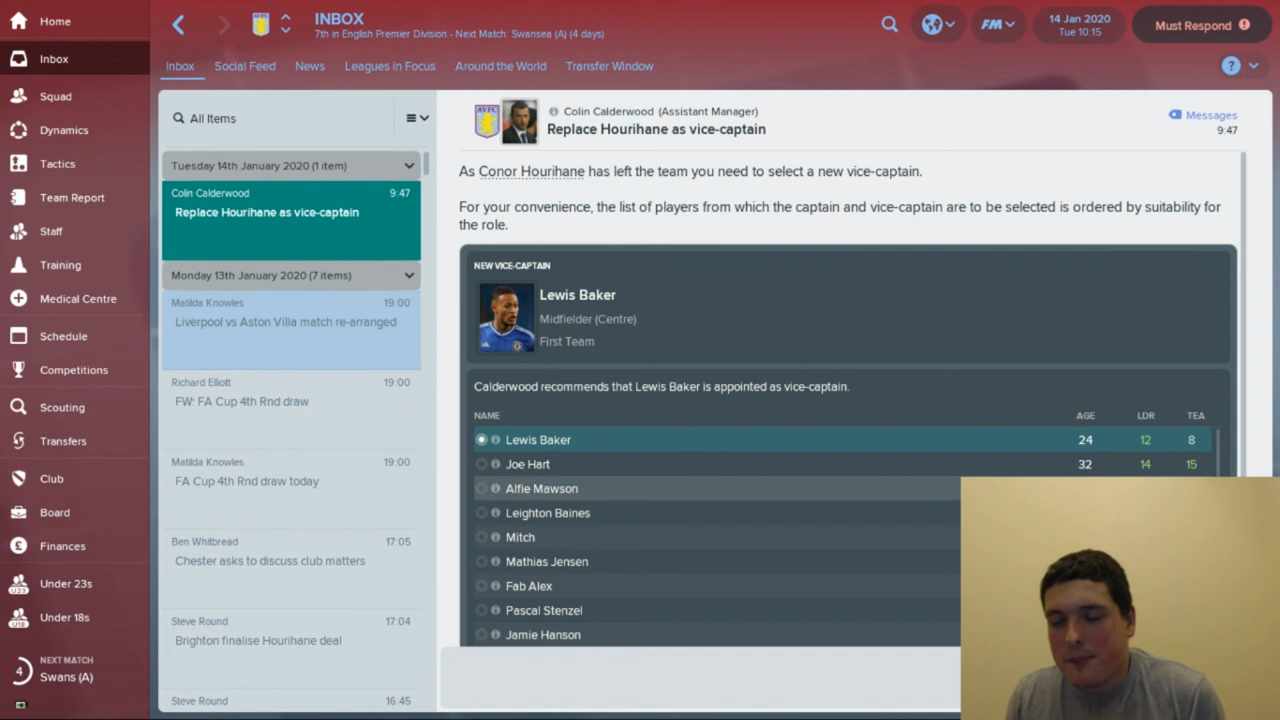 Home
Inbox
Squad
Dynamics
Tactics
Team Report
Staff
Training
Medical Centre
Schedule
Competitions
Scouting
Transfers
Club
Board
Finances
Under 23s
Under 18s
4
NEXT MATCH
Swans (A)
INBOX
7th in English Premier Division - Next Match: Swansea (A) (4 days)
FM
14 Jan 2020
Tue 10:15
Must Respond
Inbox Social Feed News Leagues in Focus Around the World Transfer Window
?
All Items
Tuesday 14th January 2020 (1 item)
Colin Calderwood 9:47
Replace Hourihane as vice-captain
Monday 13th January 2020 (7 items)
Matilda Knowles 19:00
Liverpool vs Aston Villa match re-arranged
Richard Elliott 19:00
FW: FA Cup 4th Rnd draw
Matilda Knowles 19:00
FA Cup 4th Rnd draw today
Ben Whitbread 17:05
Chester asks to discuss club matters
Steve Round 17:04
Brighton finalise Hourihane deal
Steve Round 16:45
AVFC
Colin Calderwood (Assistant Manager)
Replace Hourihane as vice-captain
Messages
9:47
As Conor Hourihane has left the team you need to select a new vice-captain.
For your convenience, the list of players from which the captain and vice-captain are to be selected is ordered by suitability for
the role.
NEW VICE-CAPTAIN
Lewis Baker
Midfielder (Centre)
First Team
Calderwood recommends that Lewis Baker is appointed as vice-captain.
NAME AGE LDR TEA
Lewis Baker 24 12 8
Joe Hart 32 14 15
Alfie Mawson
Leighton Baines
Mitch
Mathias Jensen
Fab Alex
Pascal Stenzel
Jamie Hanson